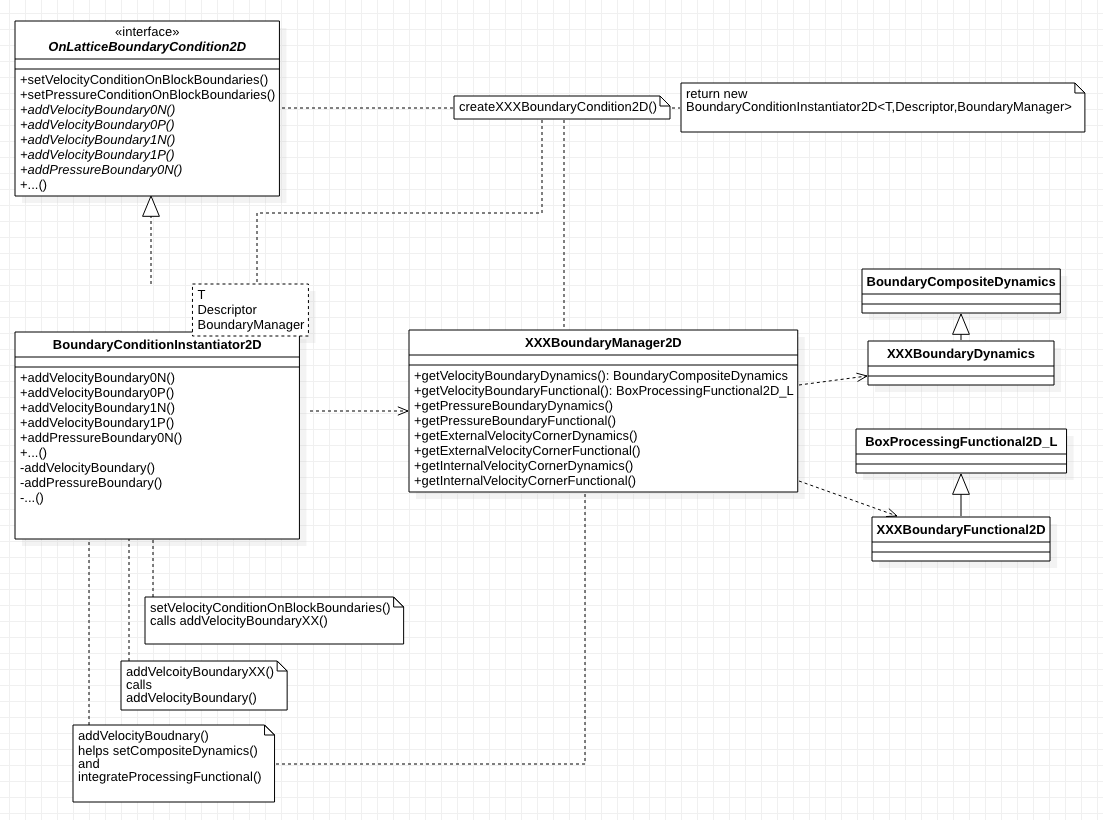 «interface»
OnLatticeBoundaryCondition2D
+setVelocityConditionOnBlockBoundaries()
+setPressureConditionOnBlockBoundaries()
+addVelocityBoundary0N()
+addVelocityBoundary0P()
+addVelocityBoundary1N()
+addVelocityBoundary1P()
+addPressureBoundary0N()
+...()
createXXXBoundaryCondition2D()
return new
BoundaryConditionInstantiator2D<T,Descriptor,BoundaryManager>
T
Descriptor
BoundaryManager
BoundaryConditionInstantiator2D
+addVelocityBoundary0N()
+addVelocityBoundary0P()
+addVelocityBoundary1N()
+addVelocityBoundary1P()
+addPressureBoundary0N()
+...()
-addVelocityBoundary()
-addPressureBoundary()
-...()
XXXBoundaryManager2D
+getVelocityBoundaryDynamics(): BoundaryCompositeDynamics
+getVelocityBoundaryFunctional(): BoxProcessingFunctional2D_L
+getPressureBoundaryDynamics()
+getPressureBoundaryFunctional()
+getExternalVelocityCornerDynamics()
+getExternalVelocityCornerFunctional()
+getInternalVelocityCornerDynamics()
+getInternalVelocityCornerFunctional()
BoundaryCompositeDynamics
XXXBoundaryDynamics
BoxProcessingFunctional2D_L
XXXBoundaryFunctional2D
setVelocityConditionOnBlockBoundaries()
calls addVelocityBoundaryXX()
addVelcoityBoundaryXX()
calls
addVelocityBoundary()
addVelocityBoudnary()
helps setCompositeDynamics()
and
integrateProcessingFunctional()